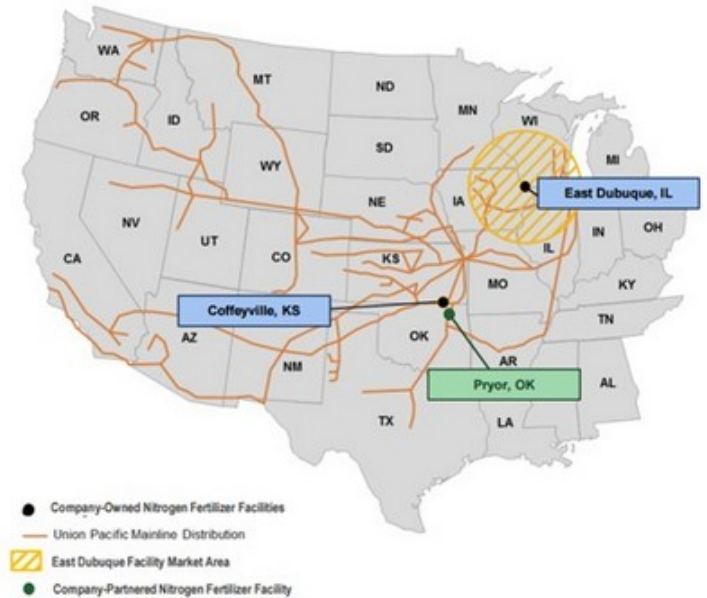 WA
MT
ND
MN
OR
ID
WI
SD
MI
WY
East Dubuque, IL
NE
IA
NV
OH
IN
UT
IL
CO
KS
CA
MO
KY
Coffeyville, KS
TN
OK
AZ
AR
NM
Pryor, OK
AL
TX
LA
Company-Owned Nitrogen Fertilizer Facilities
Union Pacific Mainline Distribution
East Dubuque Facility Market Area
Company-Partnered Nitrogen Fertilizer Facility